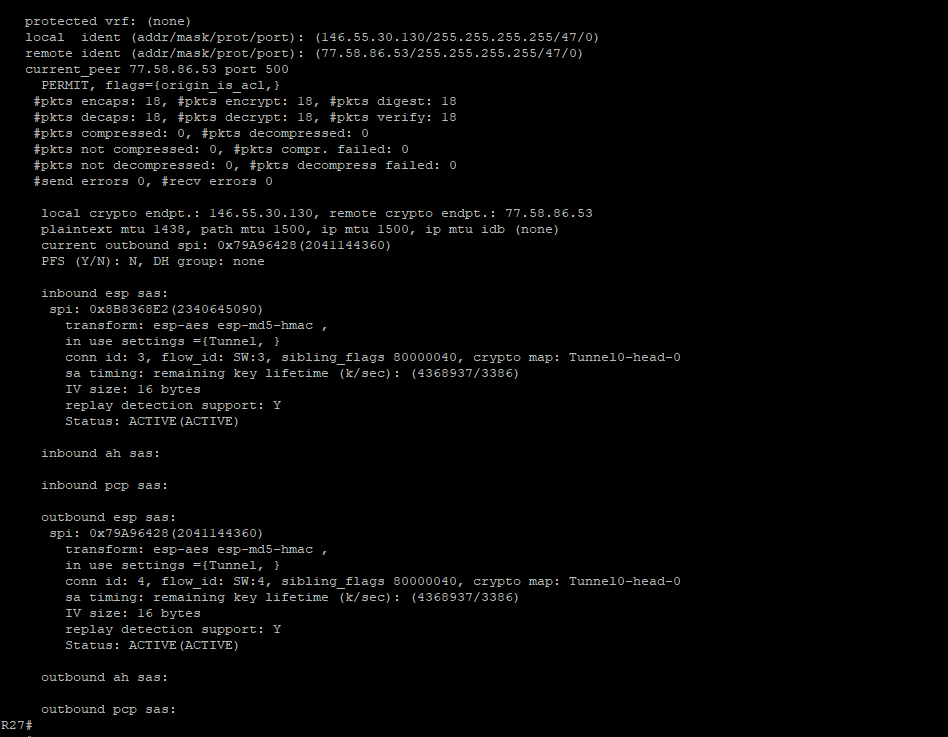 protected vrf: (none)
local  ident (addr/mask/prot/port): (146.55.30.130/255.255.255.255/47/0)
remote ident (addr/mask/prot/port): (77.58.86.53/255.255.255.255/47/0)
current_peer 77.58.86.53 port 500
PERMIT, flags={origin_is_acl,}
#pkts encaps: 18, #pkts encrypt: 18, #pkts digest: 18
#pkts decaps: 18, #pkts decrypt: 18, #pkts verify: 18
#pkts compressed: 0, #pkts decompressed: 0
#pkts not compressed: 0, #pkts compr. failed: 0
#pkts not decompressed: 0, #pkts decompress failed: 0
#send errors 0, #recv errors 0
local crypto endpt.: 146.55.30.130, remote crypto endpt.: 77.58.86.53
plaintext mtu 1438, path mtu 1500, ip mtu 1500, ip mtu idb (none)
current outbound spi: 0x79A96428(2041144360)
PFS (Y/N): N, DH group: none
inbound esp sas:
spi: 0x8B8368E2(2340645090)
transform: esp-aes esp-md5-hmac ,
in use settings ={Tunnel, }
conn id: 3, flow_id: SW:3, sibling_flags 80000040, crypto map: Tunnel0-head-0
sa timing: remaining key lifetime (k/sec): (4368937/3386)
IV size: 16 bytes
replay detection support: Y
Status: ACTIVE(ACTIVE)
inbound ah sas:
inbound pcp sas:
outbound esp sas:
spi: 0x79A96428(2041144360)
transform: esp-aes esp-md5-hmac ,
in use settings ={Tunnel, }
conn id: 4, flow_id: SW:4, sibling_flags 80000040, crypto map: Tunnel0-head-0
sa timing: remaining key lifetime (k/sec): (4368937/3386)
IV size: 16 bytes
replay detection support: Y
Status: ACTIVE(ACTIVE)
outbound ah sas:
outbound pcp sas:
R27#